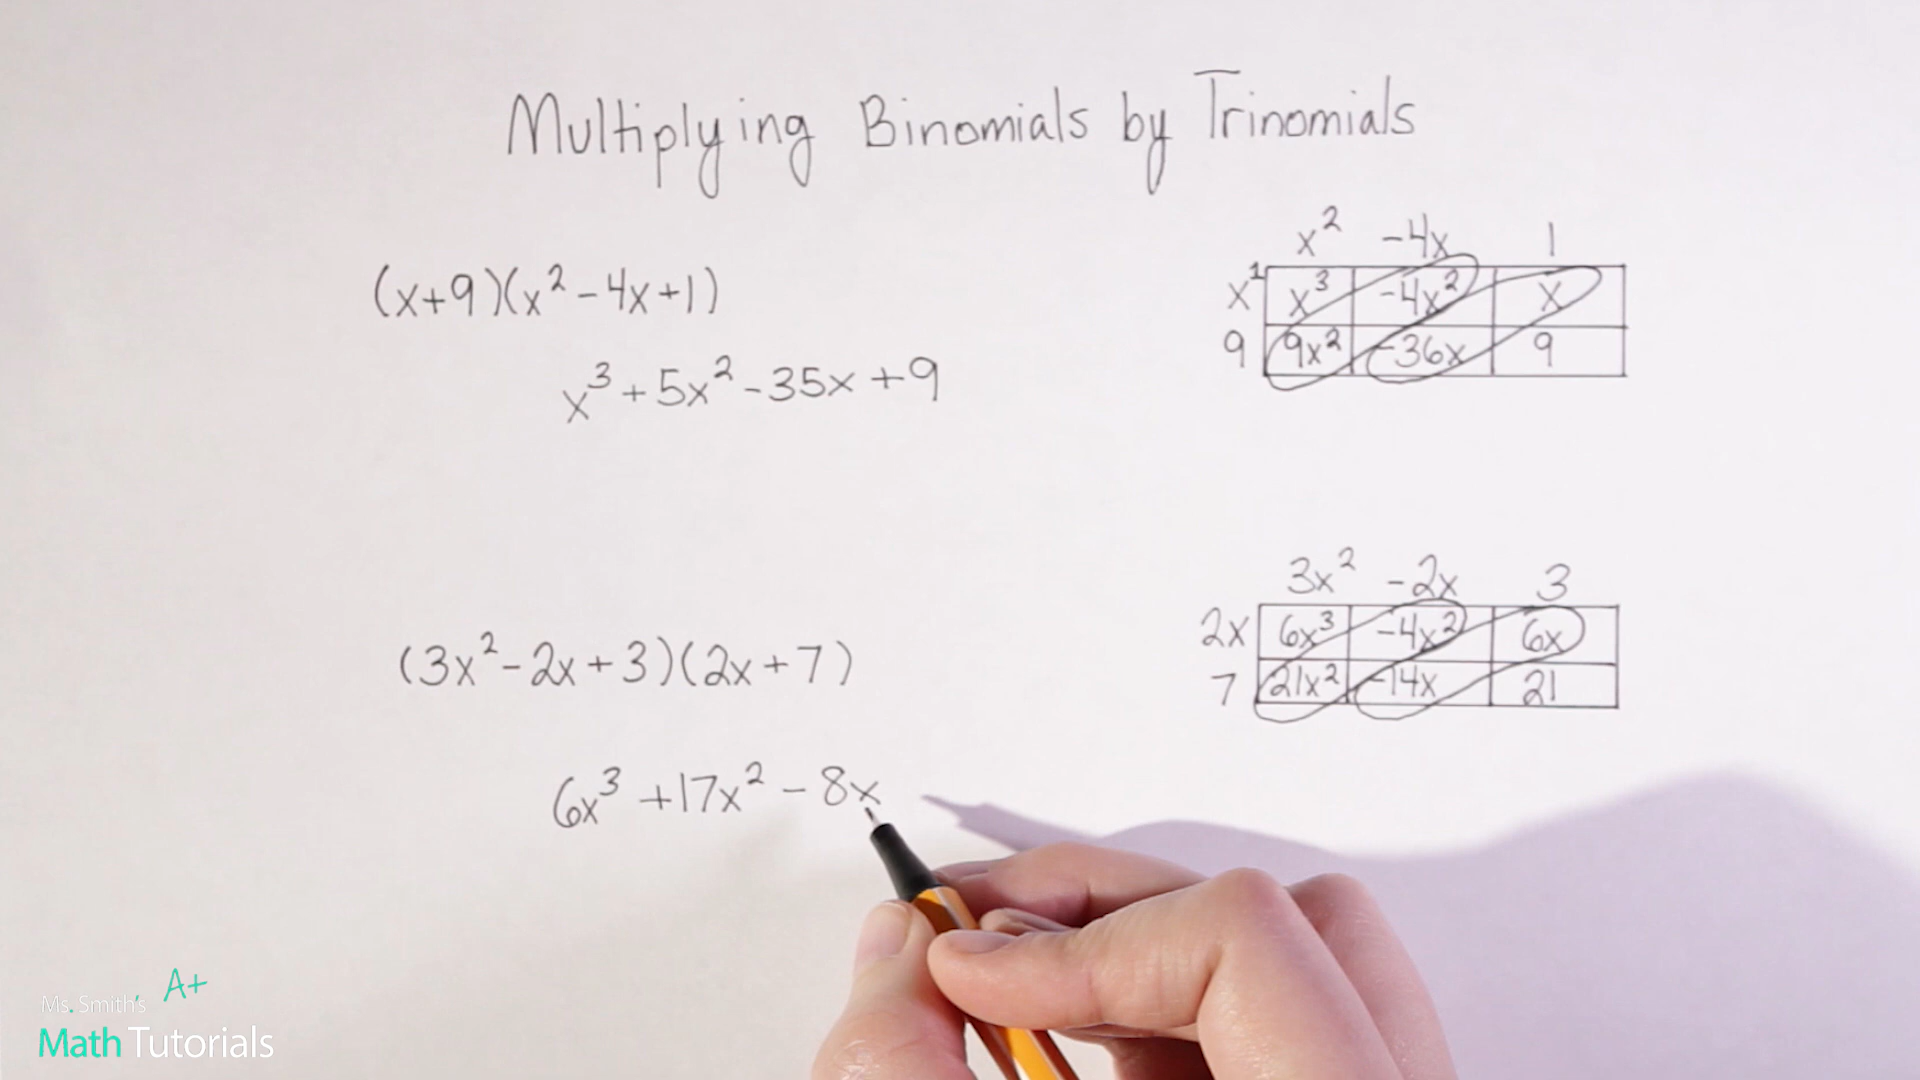 Multiplying Binomials by Trinomials
(x+9)(x² - 4x+1)
x³ + 5x² - 35x + 9
x² -4x 1
x¹ x³ -4x² x
9 9x² -36x 9
(3x² - 2x + 3)(2x + 7)
6x³ + 17x² - 8x
3x² -2x 3
2x 6x³ -4x² 6x
7 21x² -14x 21
Ms. Smith's A+
Math Tutorials